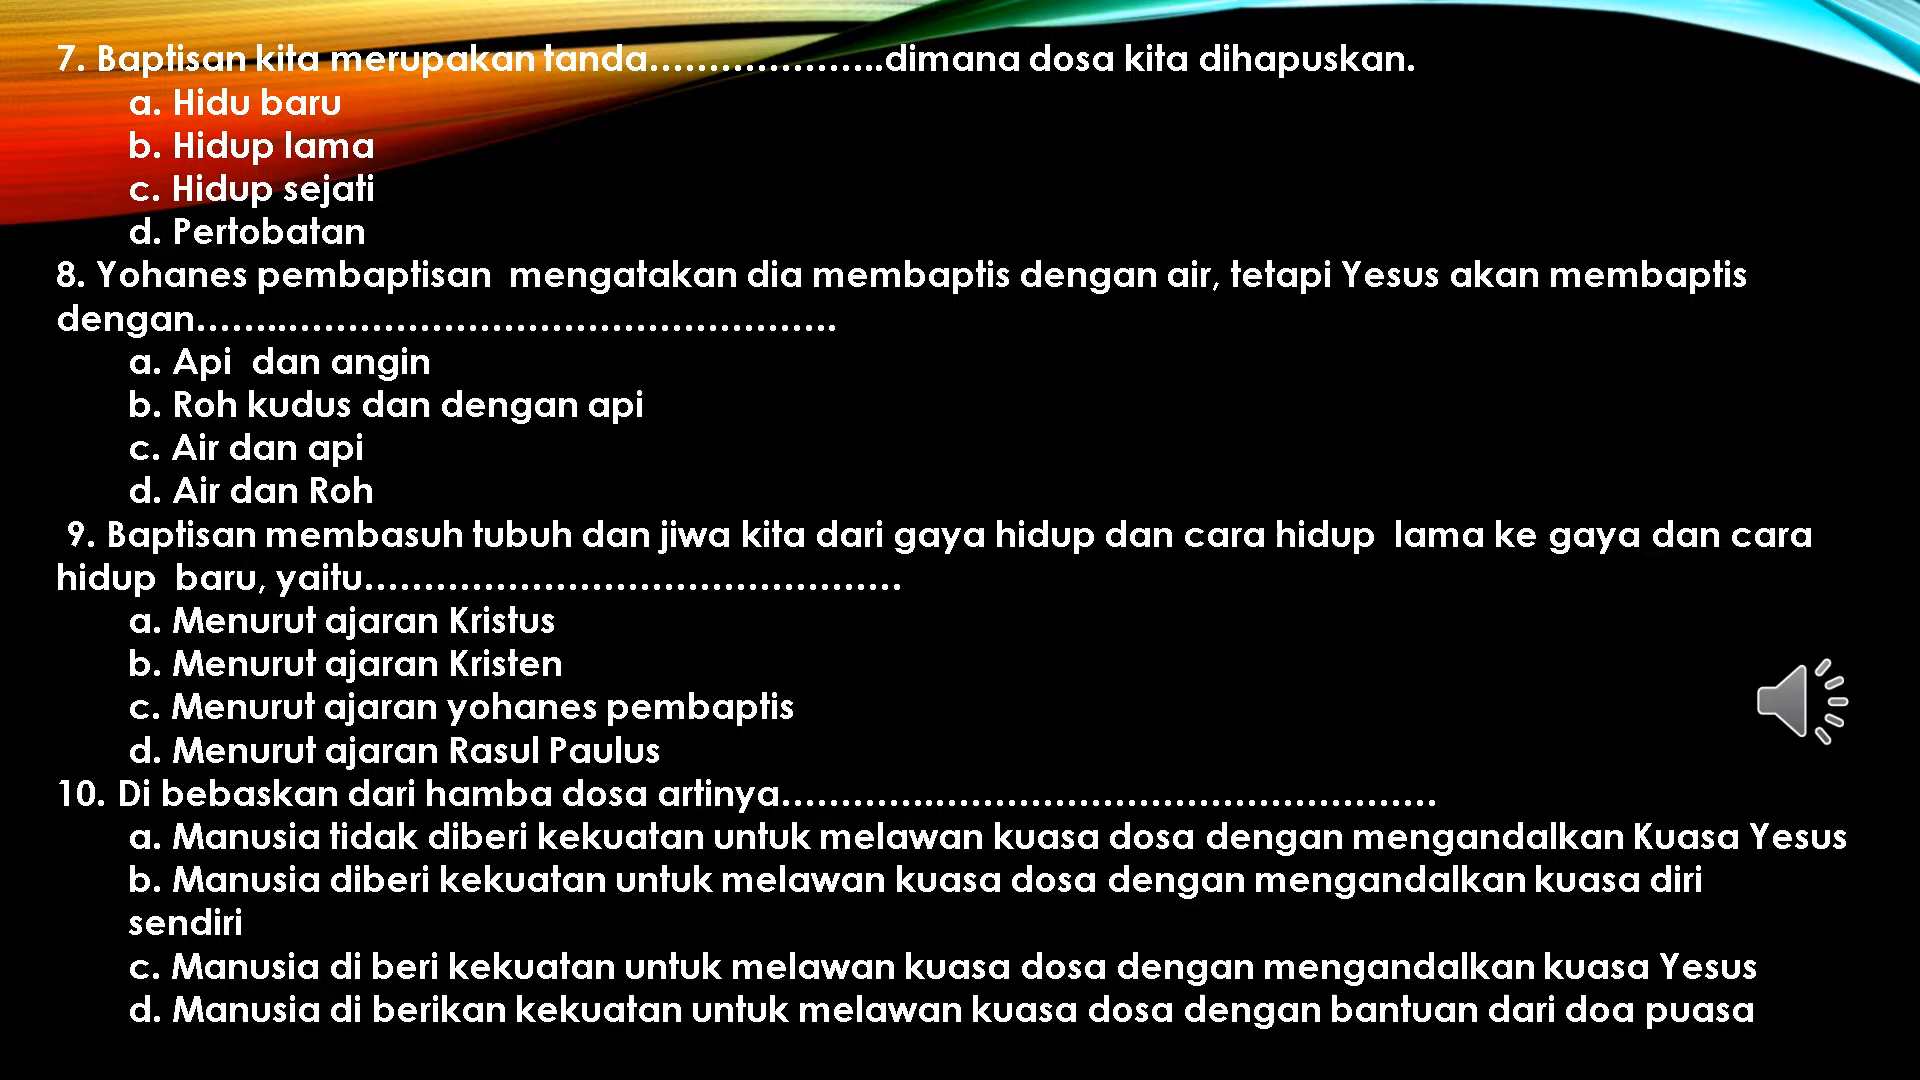 7. Baptisan kita merupakan tanda………………..dimana dosa kita dihapuskan.
a. Hidu baru
b. Hidup lama
c. Hidup sejati
d. Pertobatan
8. Yohanes pembaptisan  mengatakan dia membaptis dengan air, tetapi Yesus akan membaptis
dengan……..……………………………………….
a. Api  dan angin
b. Roh kudus dan dengan api
c. Air dan api
d. Air dan Roh
9. Baptisan membasuh tubuh dan jiwa kita dari gaya hidup dan cara hidup  lama ke gaya dan cara
hidup  baru, yaitu………………………………………
a. Menurut ajaran Kristus
b. Menurut ajaran Kristen
c. Menurut ajaran yohanes pembaptis
d. Menurut ajaran Rasul Paulus
10. Di bebaskan dari hamba dosa artinya………….……………………………………
a. Manusia tidak diberi kekuatan untuk melawan kuasa dosa dengan mengandalkan Kuasa Yesus
b. Manusia diberi kekuatan untuk melawan kuasa dosa dengan mengandalkan kuasa diri
sendiri
c. Manusia di beri kekuatan untuk melawan kuasa dosa dengan mengandalkan kuasa Yesus
d. Manusia di berikan kekuatan untuk melawan kuasa dosa dengan bantuan dari doa puasa